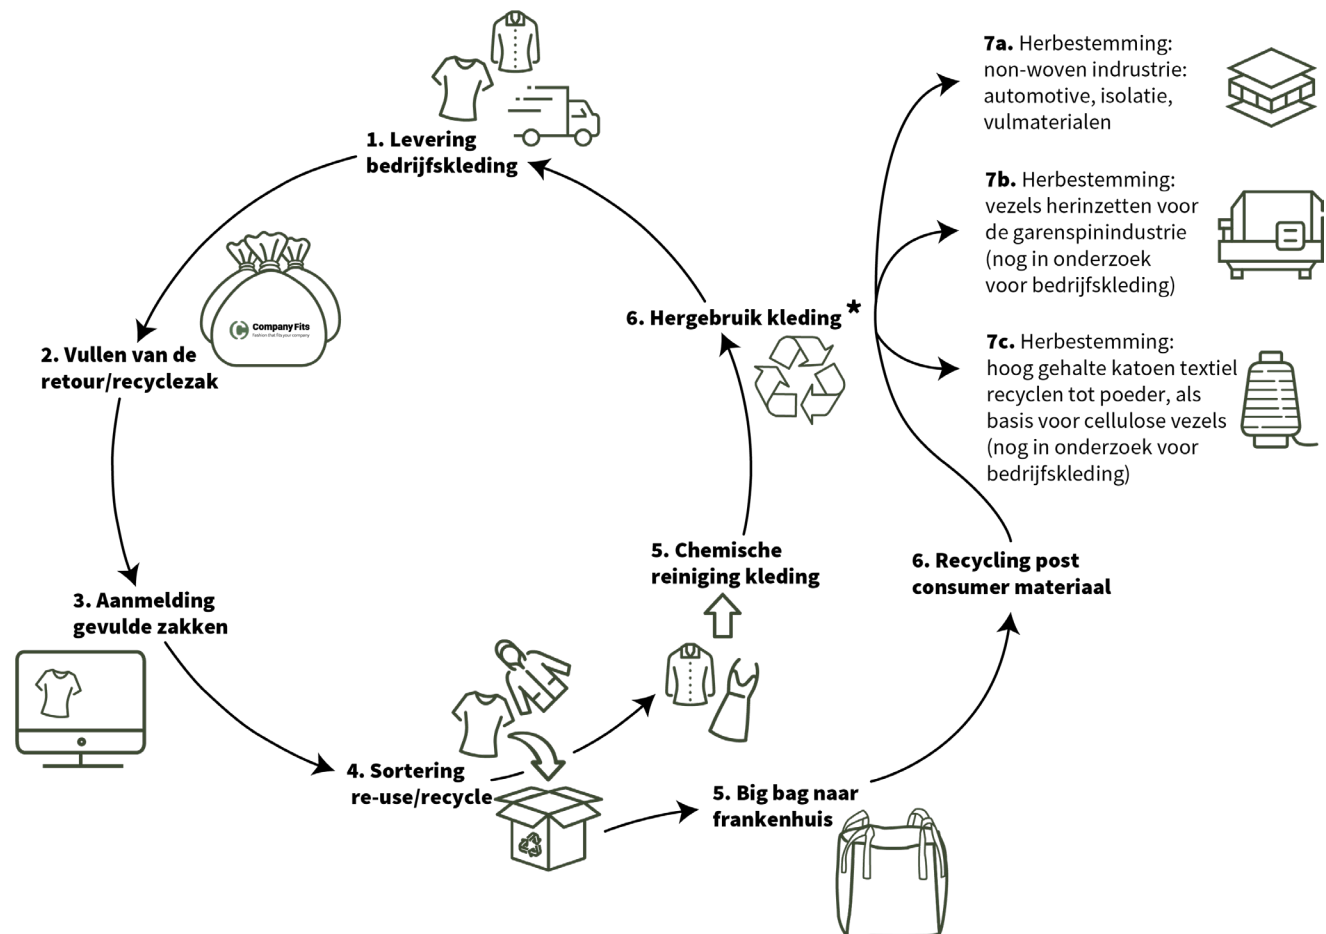 1. Levering
bedrijfskleding
CompanyFits
Fashion that fits your company
2. Vullen van de
retour/recyclezak
3. Aanmelding
gevulde zakken
4. Sortering
re-use/recycle
5. Chemische
reiniging kleding
6. Hergebruik kleding *
5. Big bag naar
frankenhuis
6. Recycling post
consumer materiaal
7a. Herbestemming:
non-woven indrustrie:
automotive, isolatie,
vulmaterialen
7b. Herbestemming:
vezels herinzetten voor
de garenspinindustrie
(nog in onderzoek
voor bedrijfskleding)
7c. Herbestemming:
hoog gehalte katoen textiel
recyclen tot poeder, als
basis voor cellulose vezels
(nog in onderzoek voor
bedrijfskleding)